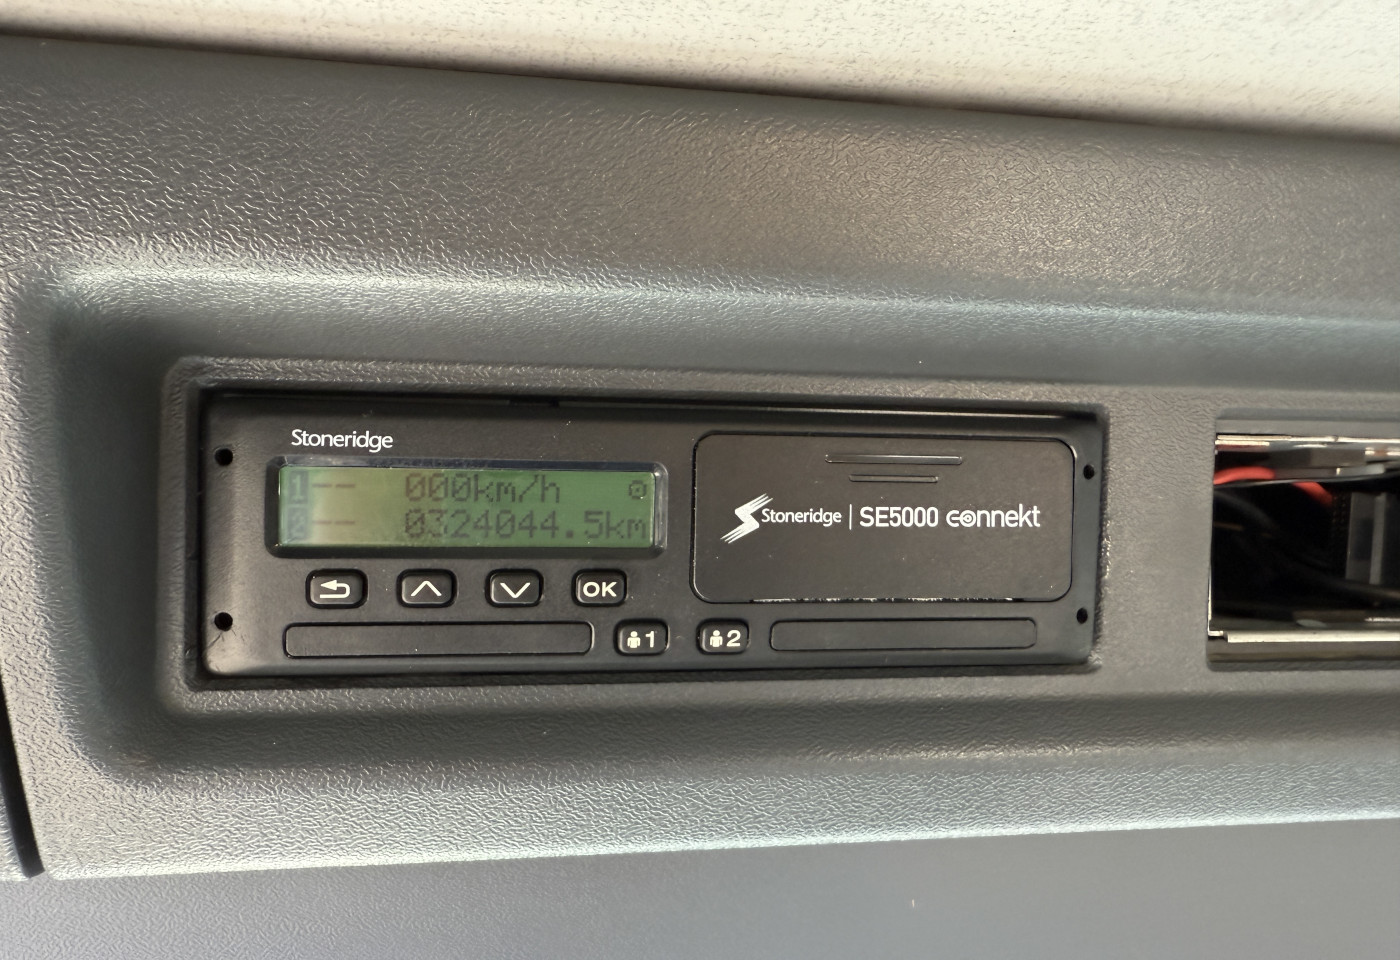 Stoneridge
1-- 000km/h
2-- 0324044.5km
OK
1
2
Stoneridge | SE5000 connekt